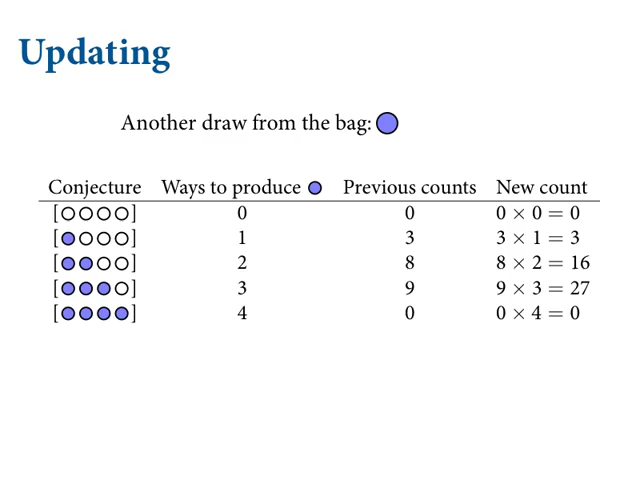 Updating
Another draw from the bag:
Conjecture Ways to produce Previous counts New count
[ ] 0 0 0 × 0 = 0
[ ] 1 3 3 × 1 = 3
[ ] 2 8 8 × 2 = 16
[ ] 3 9 9 × 3 = 27
[ ] 4 0 0 × 4 = 0